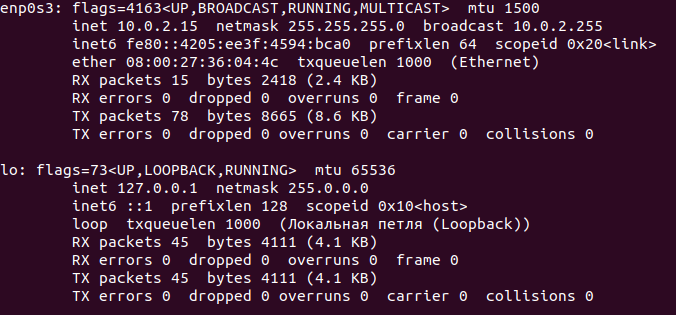 enp0s3: flags=4163<UP,BROADCAST,RUNNING,MULTICAST>  mtu 1500
        inet 10.0.2.15  netmask 255.255.255.0  broadcast 10.0.2.255
        inet6 fe80::4205:ee3f:4594:bca0  prefixlen 64  scopeid 0x20<link>
        ether 08:00:27:36:04:4c  txqueuelen 1000  (Ethernet)
        RX packets 15  bytes 2418 (2.4 KB)
        RX errors 0  dropped 0  overruns 0  frame 0
        TX packets 78  bytes 8665 (8.6 KB)
        TX errors 0  dropped 0 overruns 0  carrier 0  collisions 0

lo: flags=73<UP,LOOPBACK,RUNNING>  mtu 65536
        inet 127.0.0.1  netmask 255.0.0.0
        inet6 ::1  prefixlen 128  scopeid 0x10<host>
        loop  txqueuelen 1000  (Локальная петля (Loopback))
        RX packets 45  bytes 4111 (4.1 KB)
        RX errors 0  dropped 0  overruns 0  frame 0
        TX packets 45  bytes 4111 (4.1 KB)
        TX errors 0  dropped 0 overruns 0  carrier 0  collisions 0